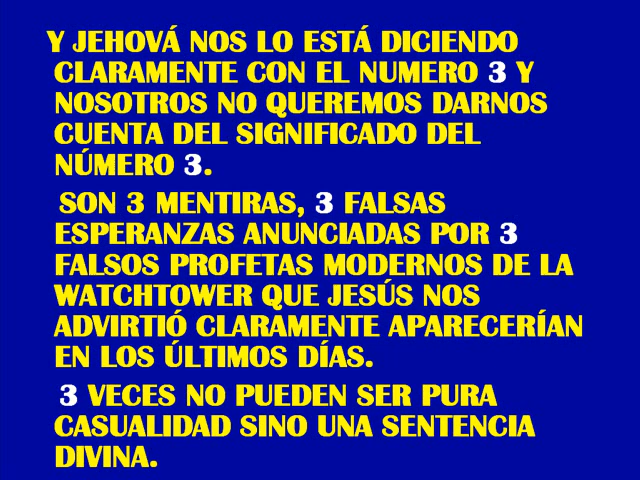 Y JEHOVÁ NOS LO ESTÁ DICIENDO
CLARAMENTE CON EL NUMERO 3 Y
NOSOTROS NO QUEREMOS DARNOS
CUENTA DEL SIGNIFICADO DEL
NÚMERO 3.
SON 3 MENTIRAS, 3 FALSAS
ESPERANZAS ANUNCIADAS POR 3
FALSOS PROFETAS MODERNOS DE LA
WATCHTOWER QUE JESÚS NOS
ADVIRTIÓ CLARAMENTE APARECERÍAN
EN LOS ÚLTIMOS DÍAS.
3 VECES NO PUEDEN SER PURA
CASUALIDAD SINO UNA SENTENCIA
DIVINA.